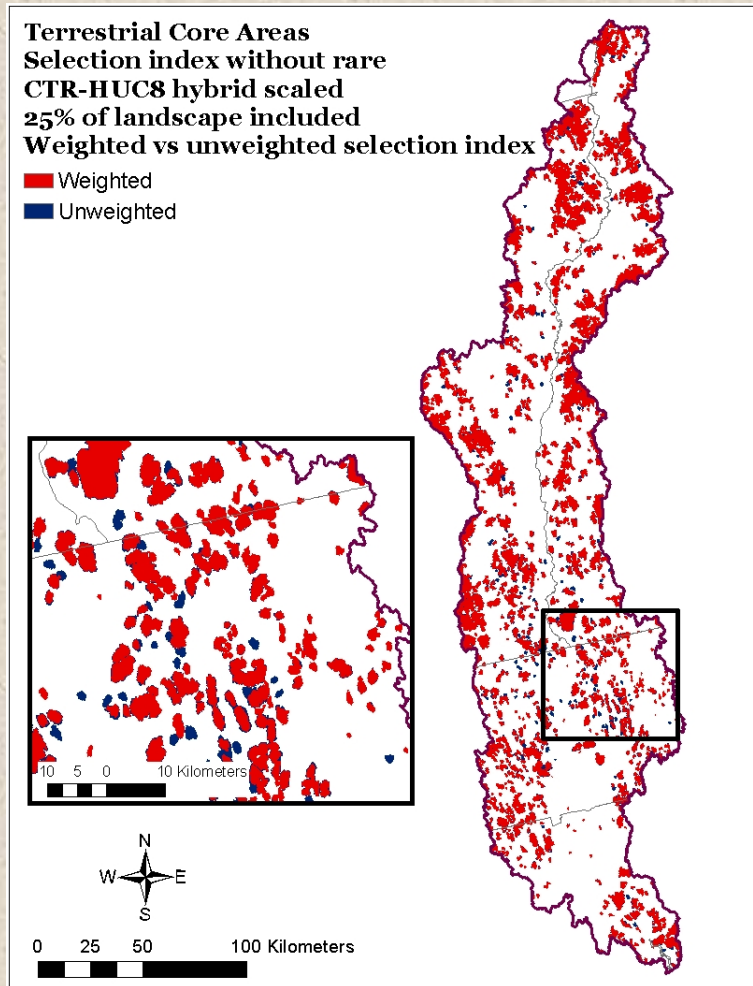 Terrestrial Core Areas
Selection index without rare
CTR-HUC8 hybrid scaled
25% of landscape included
Weighted vs unweighted selection index
Weighted
Unweighted
10 5 0 10 Kilometers
N
W E
S
0 25 50 100 Kilometers